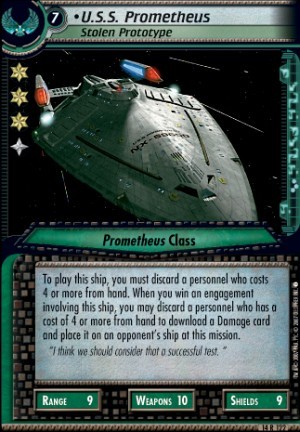 7
•U.S.S. Prometheus
Stolen Prototype
Prometheus Class
To play this ship, you must discard a personnel who costs
4 or more from hand. When you win an engagement
involving this ship, you may discard a personnel who has a
cost of 4 or more from hand to download a Damage card
and place it on an opponent's ship at this mission.
"I think we should consider that a successful test."
RANGE 9
WEAPONS 10
SHIELDS 9